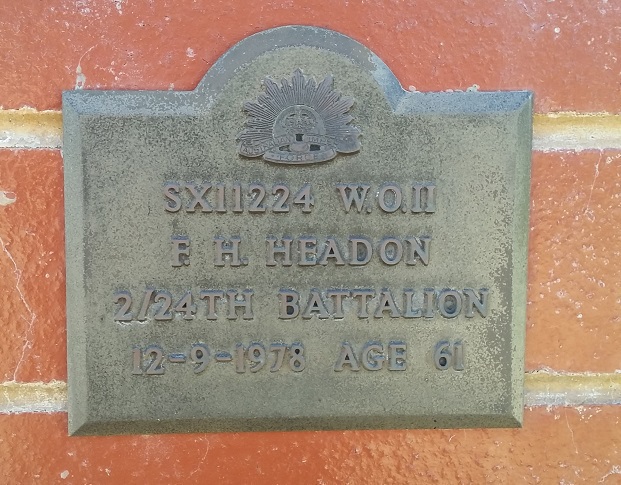 SX11224 W.O.II
F. H. HEADON
2/24TH BATTALION
12-9-1978 AGE 61